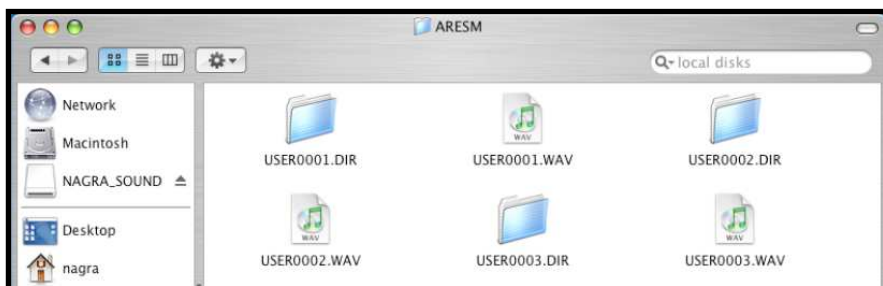 ARESM
local disks
Network
Macintosh
NAGRA_SOUND
Desktop
nagra
USER0001.DIR
WAV
USER0001.WAV
USER0002.DIR
WAV
USER0002.WAV
USER0003.DIR
WAV
USER0003.WAV